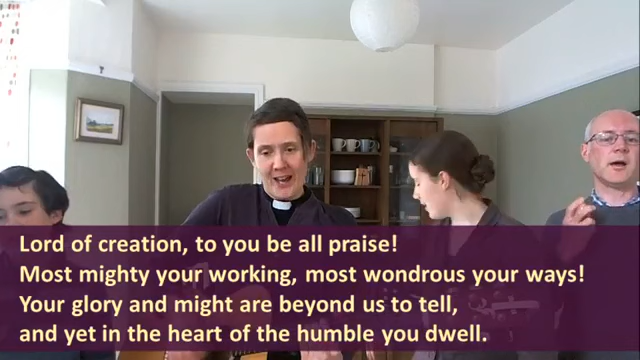 Lord of creation, to you be all praise!
Most mighty your working, most wondrous your ways!
Your glory and might are beyond us to tell,
and yet in the heart of the humble you dwell.